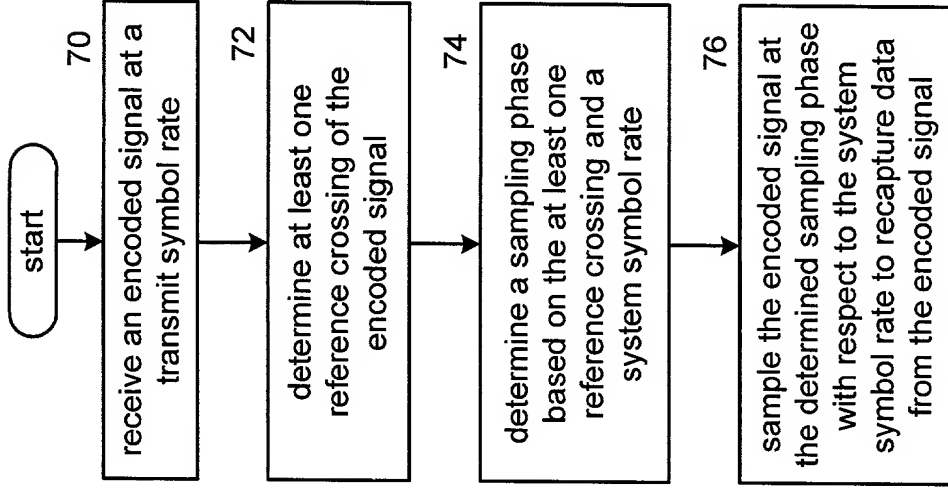 start
70
receive an encoded signal at a
transmit symbol rate
72
determine at least one
reference crossing of the
encoded signal
74
determine a sampling phase
based on the at least one
reference crossing and a
system symbol rate
76
sample the encoded signal at
the determined sampling phase
with respect to the system
symbol rate to recapture data
from the encoded signal